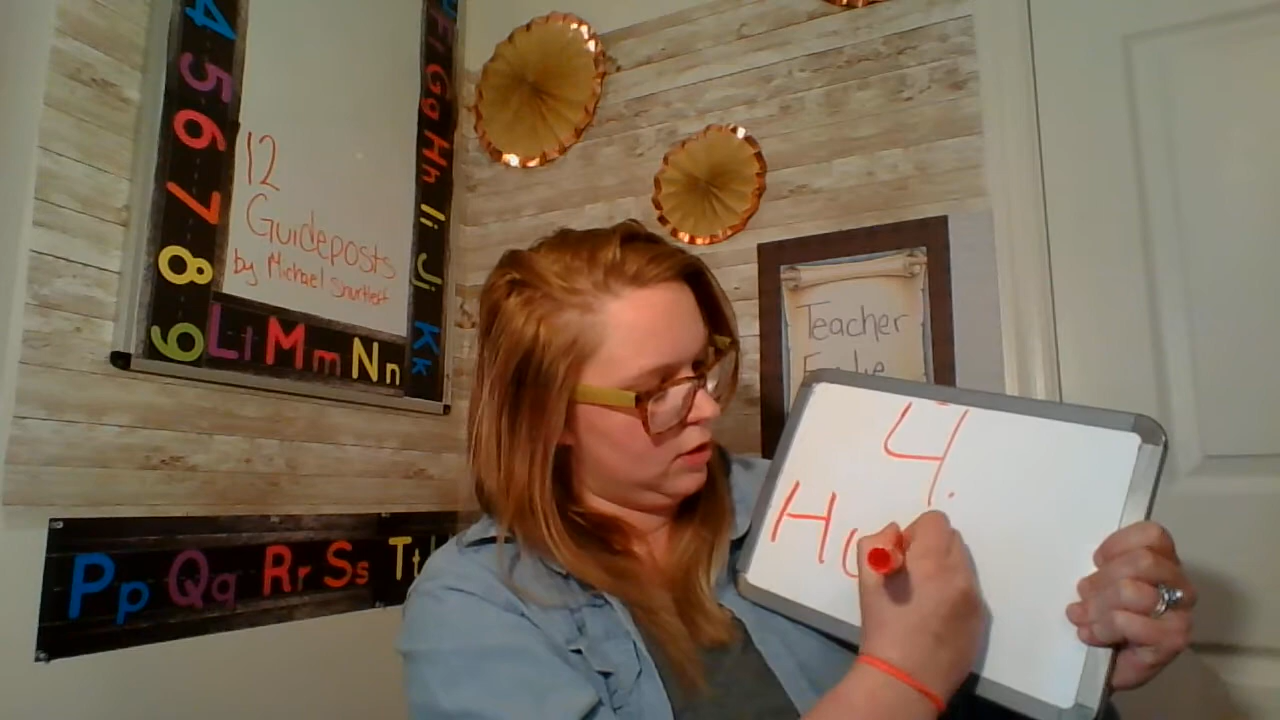 4
5
6
7
8
9
12
Guideposts
by Michael Shurtleff
Ff Gg Hh Ii Jj Kk
Ll Mm Nn
Pp Qq Rr Ss Tt
Teacher
4.
Hu